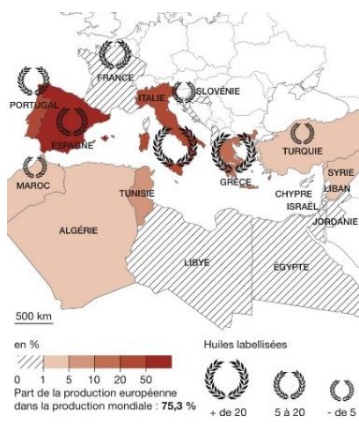 FRANCE
SLOVÉNIE
PORTUGAL
ITALIE
ESPAGNE
TURQUIE
GRÈCE
MAROC
TUNISIE
SYRIE
CHYPRE
LIBAN
ISRAËL
JORDANIE
ALGÉRIE
LIBYE
ÉGYPTE
500 km
en %
Huiles labellisées
0 1 5 10 20 50
Part de la production européenne
dans la production mondiale : 75,3 %
+ de 20 5 à 20 - de 5